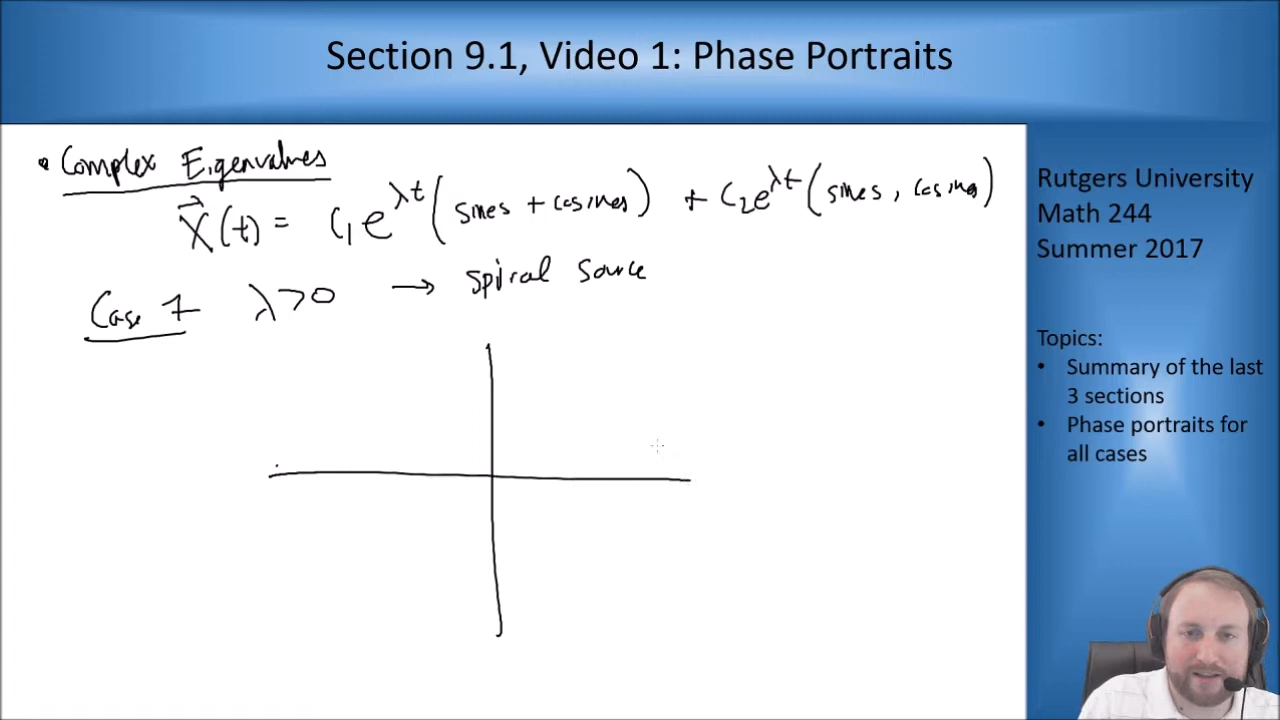 Section 9.1, Video 1: Phase Portraits
• Complex Eigenvalues
X⃗(t) = C₁e^λt (sines + cosines) + C₂e^λt (sines, cosines)
Case 7 λ>0 → spiral source
Rutgers University
Math 244
Summer 2017
Topics:
• Summary of the last
3 sections
• Phase portraits for
all cases